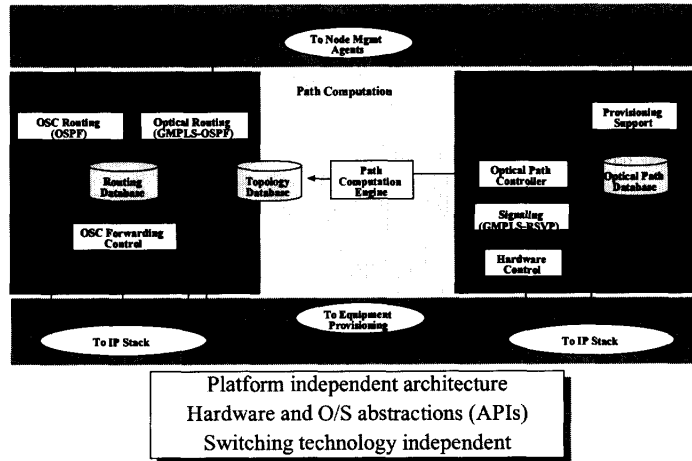 To Node Mgmt
Agents
Path Computation
OSC Routing
(OSPF)
Optical Routing
(GMPLS-OSPF)
Provisioning
Support
Routing
Database
Topology
Database
Path
Computation
Engine
Optical Path
Controller
Optical Path
Database
OSC Forwarding
Control
Signaling
(GMPLS-RSVP)
Hardware
Control
To IP Stack
To Equipment
Provisioning
To IP Stack
Platform independent architecture
Hardware and O/S abstractions (APIs)
Switching technology independent